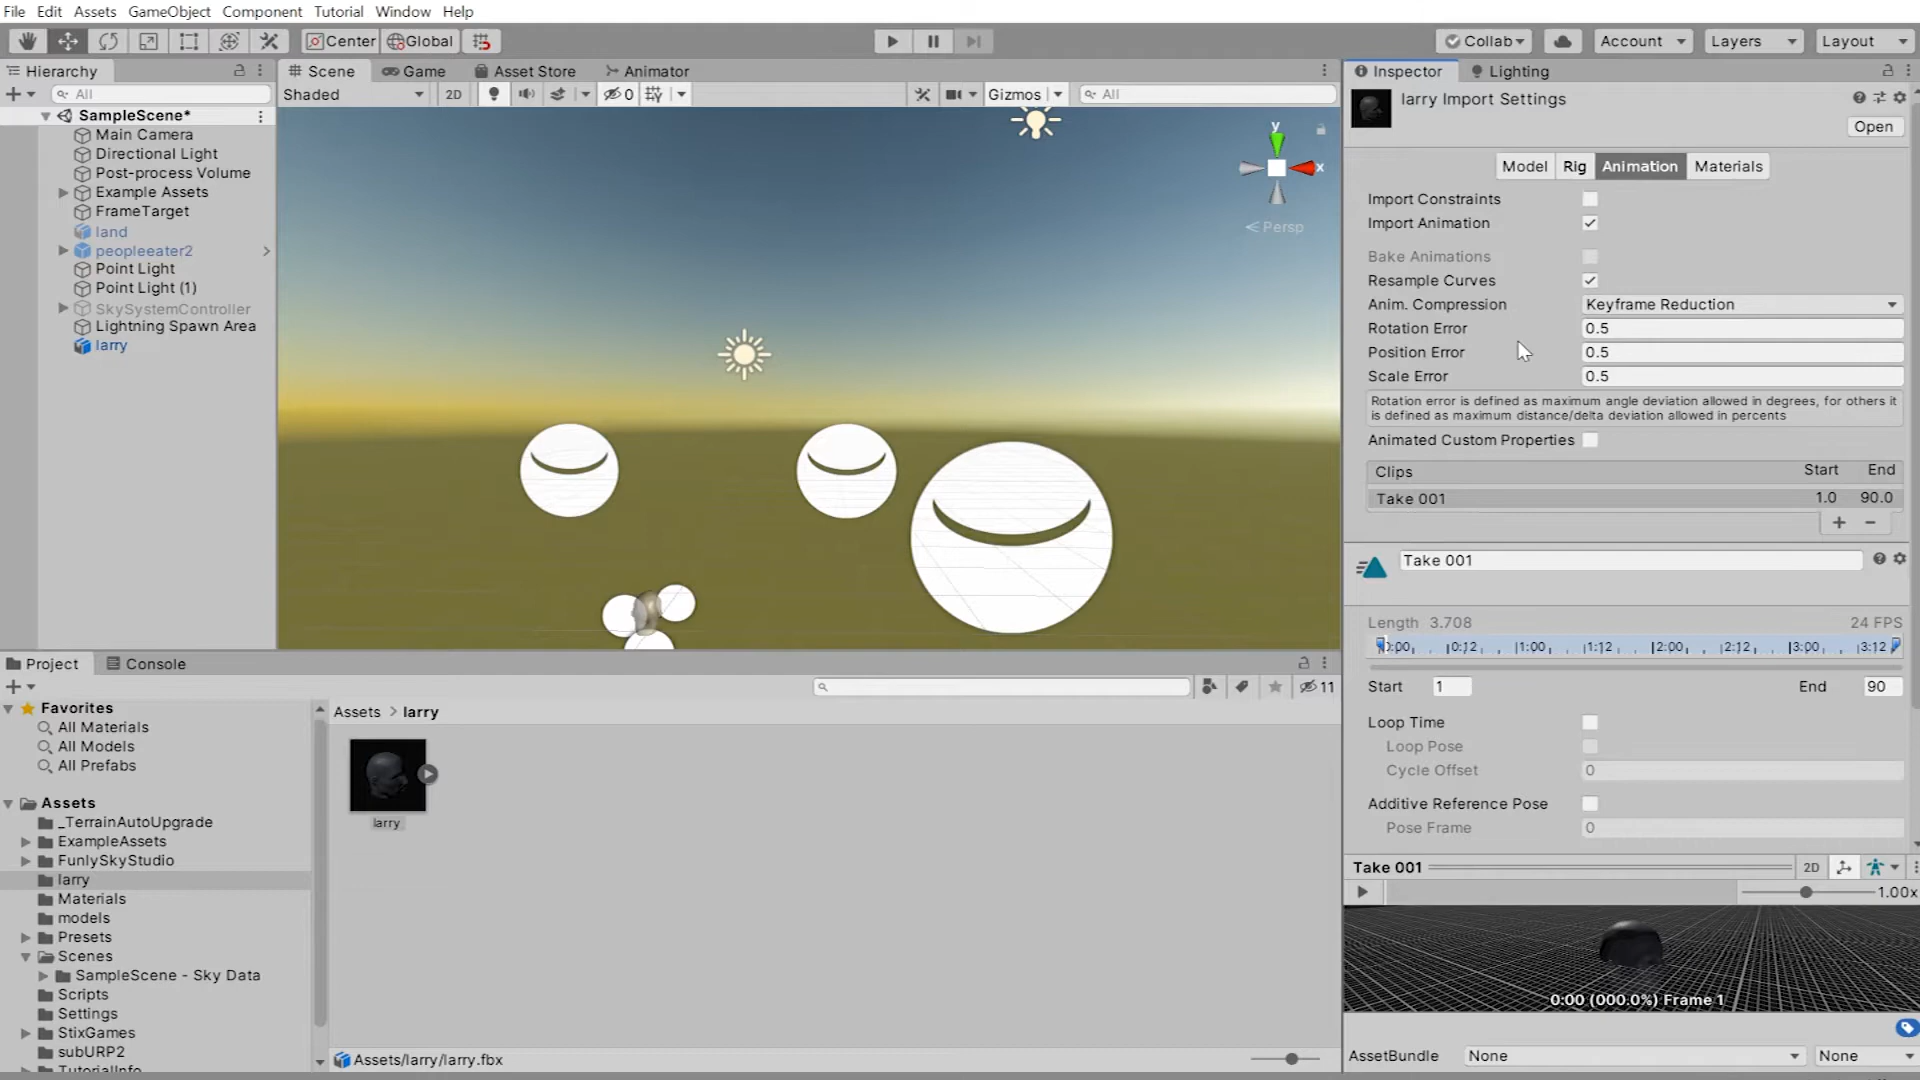 File Edit Assets GameObject Component Tutorial Window Help
Center Global Collab Account Layers Layout
Hierarchy
All
SampleScene*
Main Camera
Directional Light
Post-process Volume
Example Assets
FrameTarget
land
peopleeater2
Point Light
Point Light (1)
SkySystemController
Lightning Spawn Area
larry
Scene Game Asset Store Animator
Shaded 2D 0 Gizmos All
y
x
Persp
Inspector Lighting
larry Import Settings
Open
Model Rig Animation Materials
Import Constraints
Import Animation
Bake Animations
Resample Curves
Anim. Compression Keyframe Reduction
Rotation Error 0.5
Position Error 0.5
Scale Error 0.5
Rotation error is defined as maximum angle deviation allowed in degrees, for others it
is defined as maximum distance/delta deviation allowed in percents
Animated Custom Properties
Clips Start End
Take 001 1.0 90.0
Take 001
Length 3.708 24 FPS
0:00 0:12 1:00 1:12 2:00 2:12 3:00 3:12
Start 1 End 90
Loop Time
Loop Pose
Cycle Offset 0
Additive Reference Pose
Pose Frame 0
Take 001 2D
1.00x
0:00 (000.0%) Frame 1
AssetBundle None None
Project Console
11
Favorites
All Materials
All Models
All Prefabs
Assets
_TerrainAutoUpgrade
ExampleAssets
FunlySkyStudio
larry
Materials
models
Presets
Scenes
SampleScene - Sky Data
Scripts
Settings
StixGames
subURP2
TutorialInfo
Assets > larry
larry
Assets/larry/larry.fbx